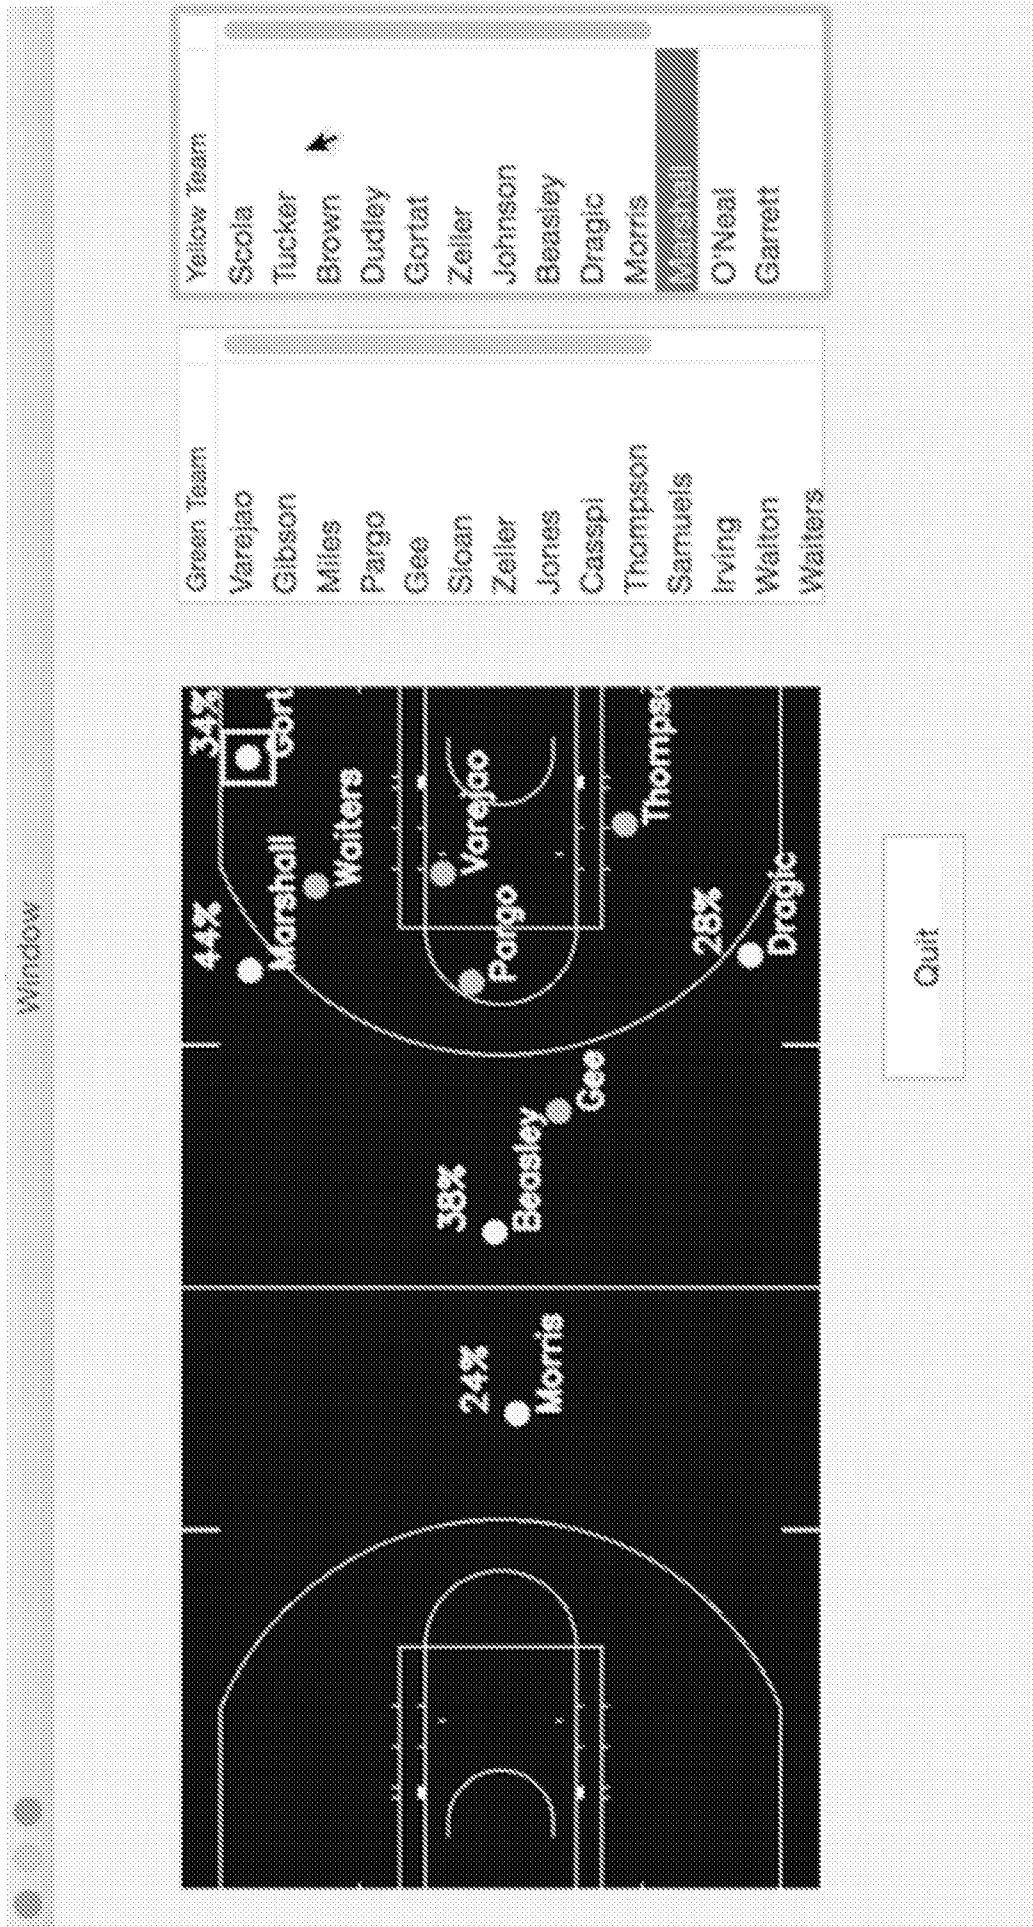 Window
34%
Gort
44%
Marshall
Waiters
Varejao
Pargo
Thomps
28%
Dragic
38%
Beasley
Gee
24%
Morris
Green Team
Varejao
Gibson
Miles
Pargo
Gee
Sloan
Zeller
Jones
Casspi
Thompson
Samuels
Irving
Walton
Waiters
Yellow Team
Scola
Tucker
Brown
Dudley
Gortat
Zeller
Johnson
Beasley
Dragic
Morris
O'Neal
Garrett
Quit